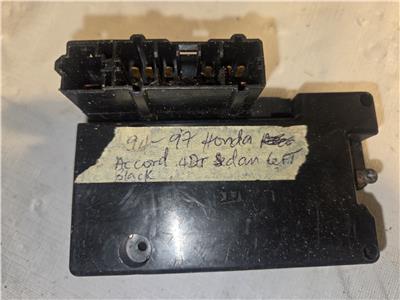 94- 97 Honda
Accord 4Dr Sedan Left
black